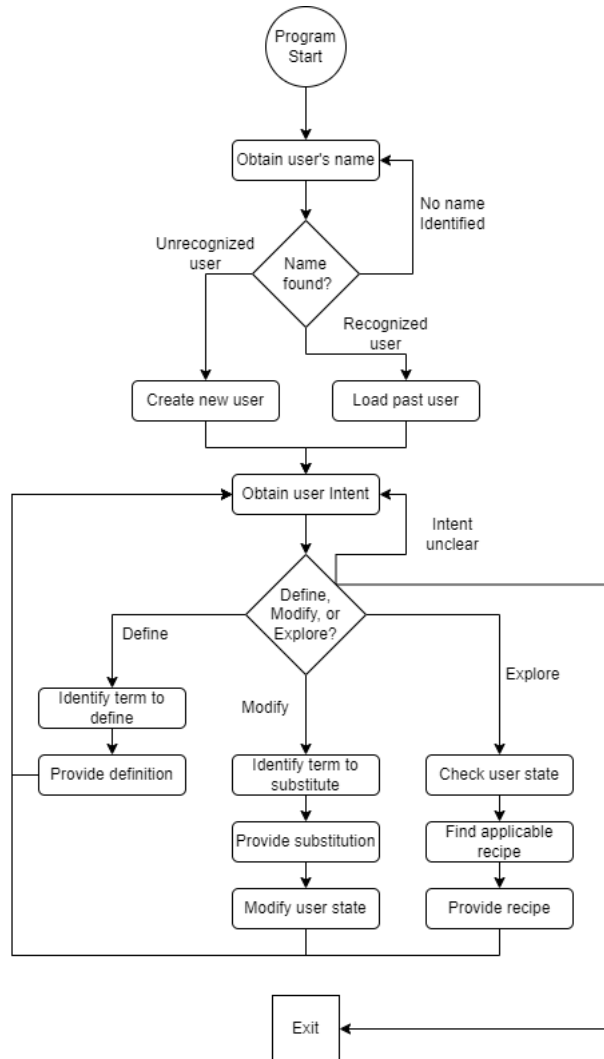 Program
Start
Obtain user's name
No name
Identified
Unrecognized
user
Name
found?
Recognized
user
Create new user
Load past user
Obtain user Intent
Intent
unclear
Define,
Modify, or
Explore?
Define
Identify term to
define
Provide definition
Modify
Identify term to
substitute
Provide substitution
Modify user state
Explore
Check user state
Find applicable
recipe
Provide recipe
Exit